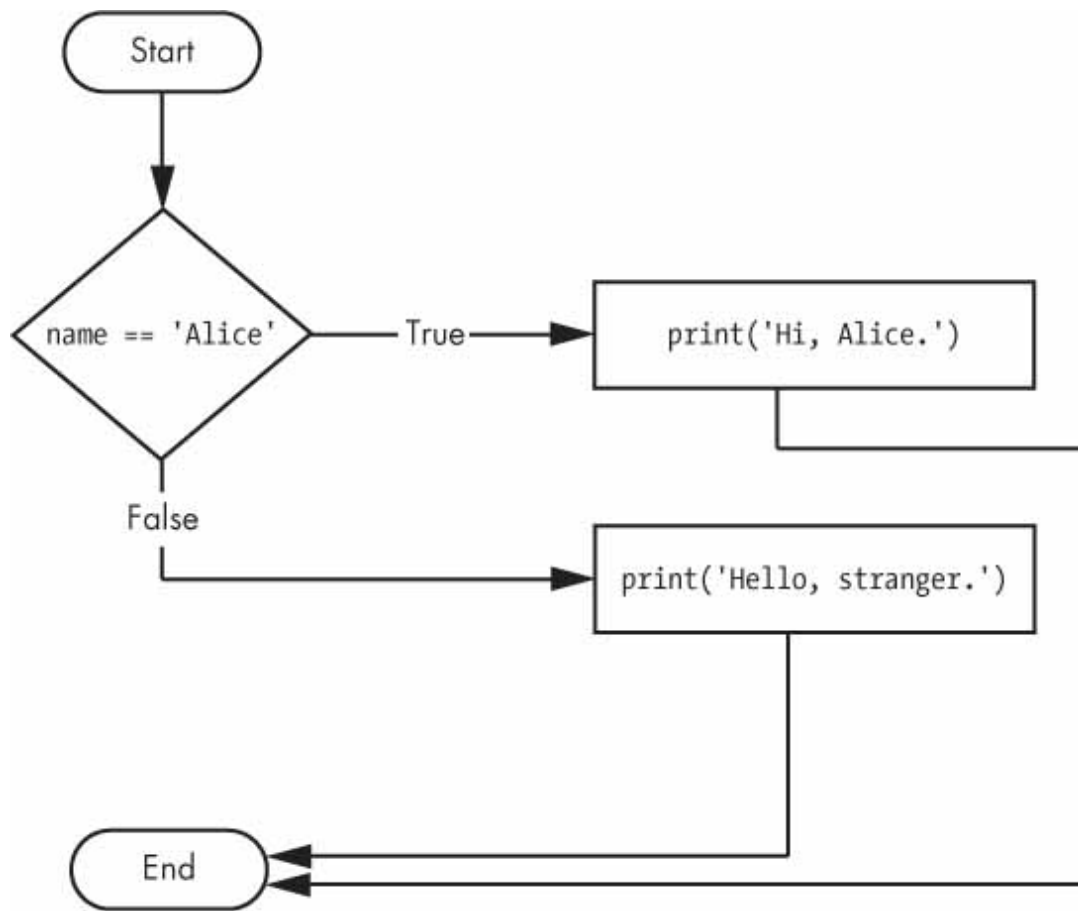 Start
name == 'Alice'
True
print('Hi, Alice.')
False
print('Hello, stranger.')
End